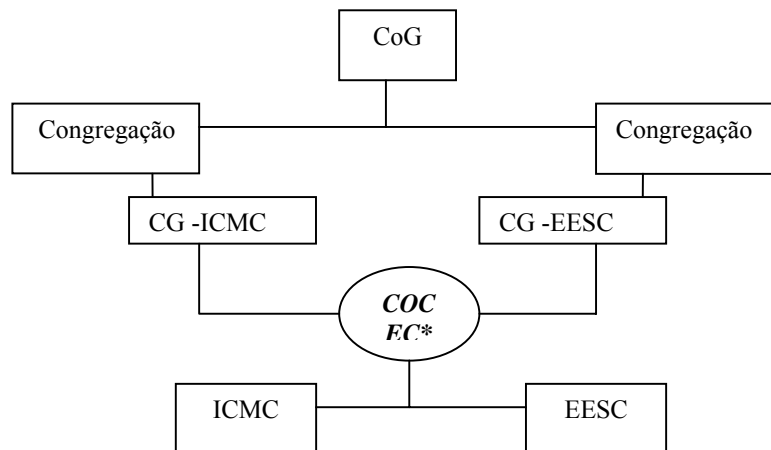 CoG
Congregação
Congregação
CG -ICMC
CG -EESC
COC
EC*
ICMC
EESC